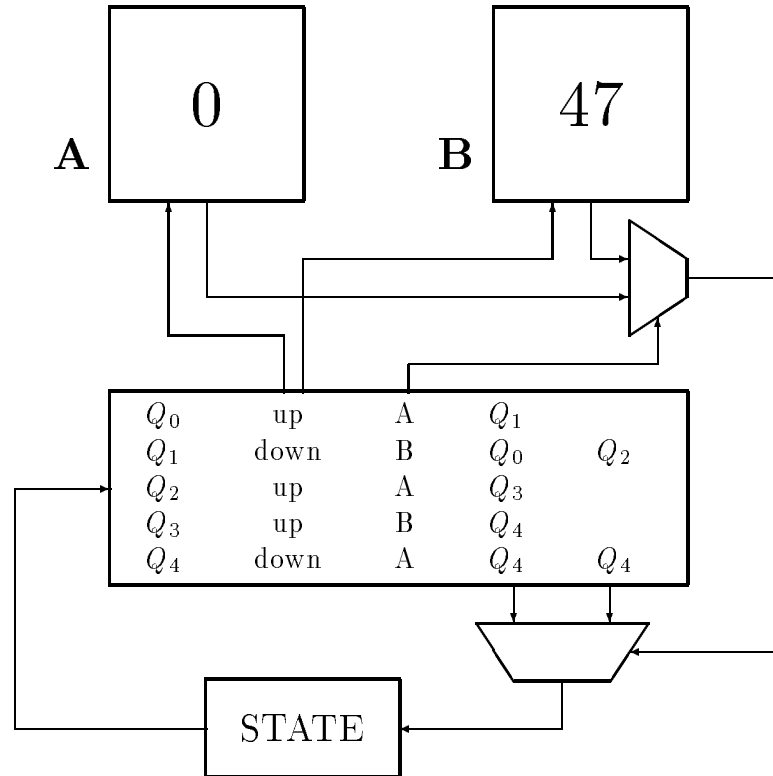 0 47
A B
Q0 up A Q1
Q1 down B Q0 Q2
Q2 up A Q3
Q3 up B Q4
Q4 down A Q4 Q4
STATE